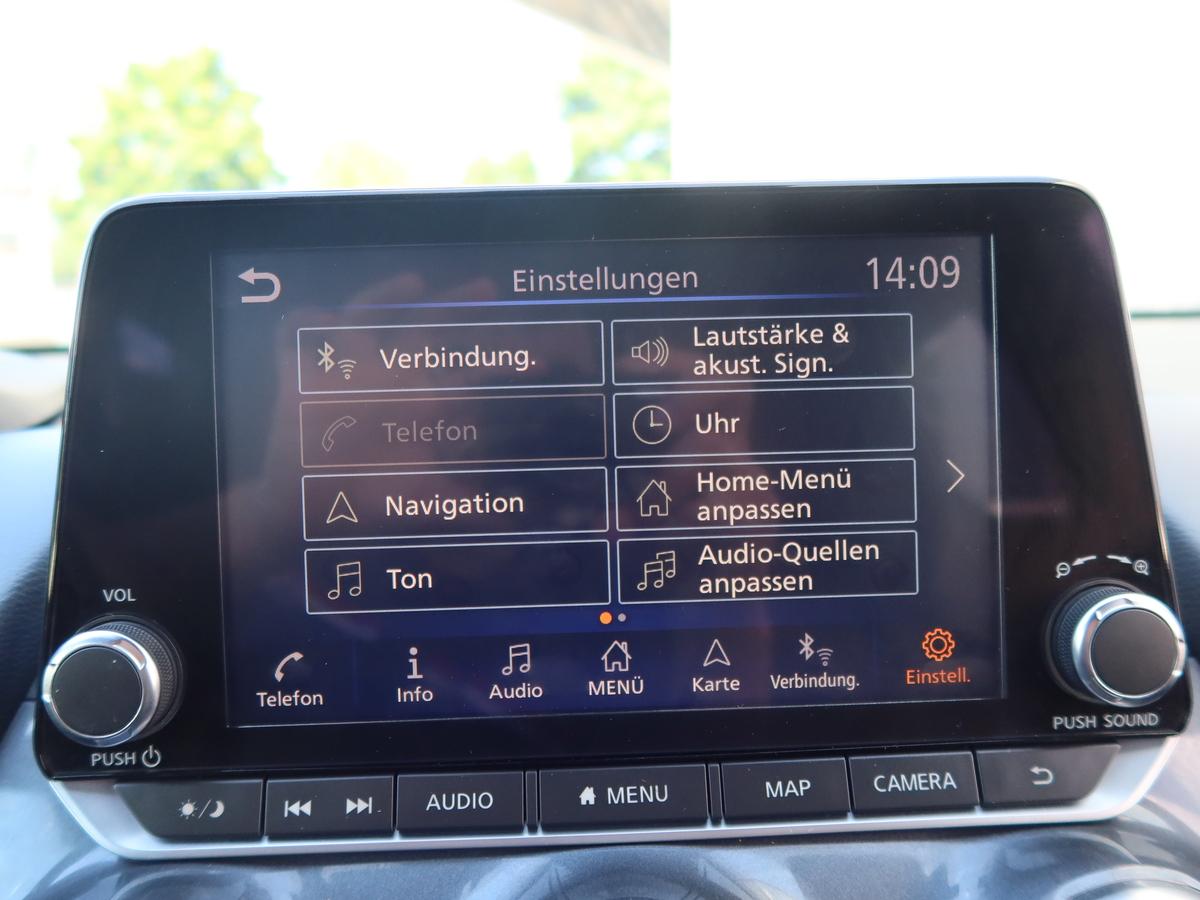 Einstellungen
14:09
Verbindung.
Lautstärke &
akust. Sign.
Telefon
Uhr
Navigation
Home-Menü
anpassen
Ton
Audio-Quellen
anpassen
VOL
Telefon
Info
Audio
MENÜ
Karte
Verbindung.
Einstell.
PUSH
PUSH SOUND
AUDIO
MENU
MAP
CAMERA